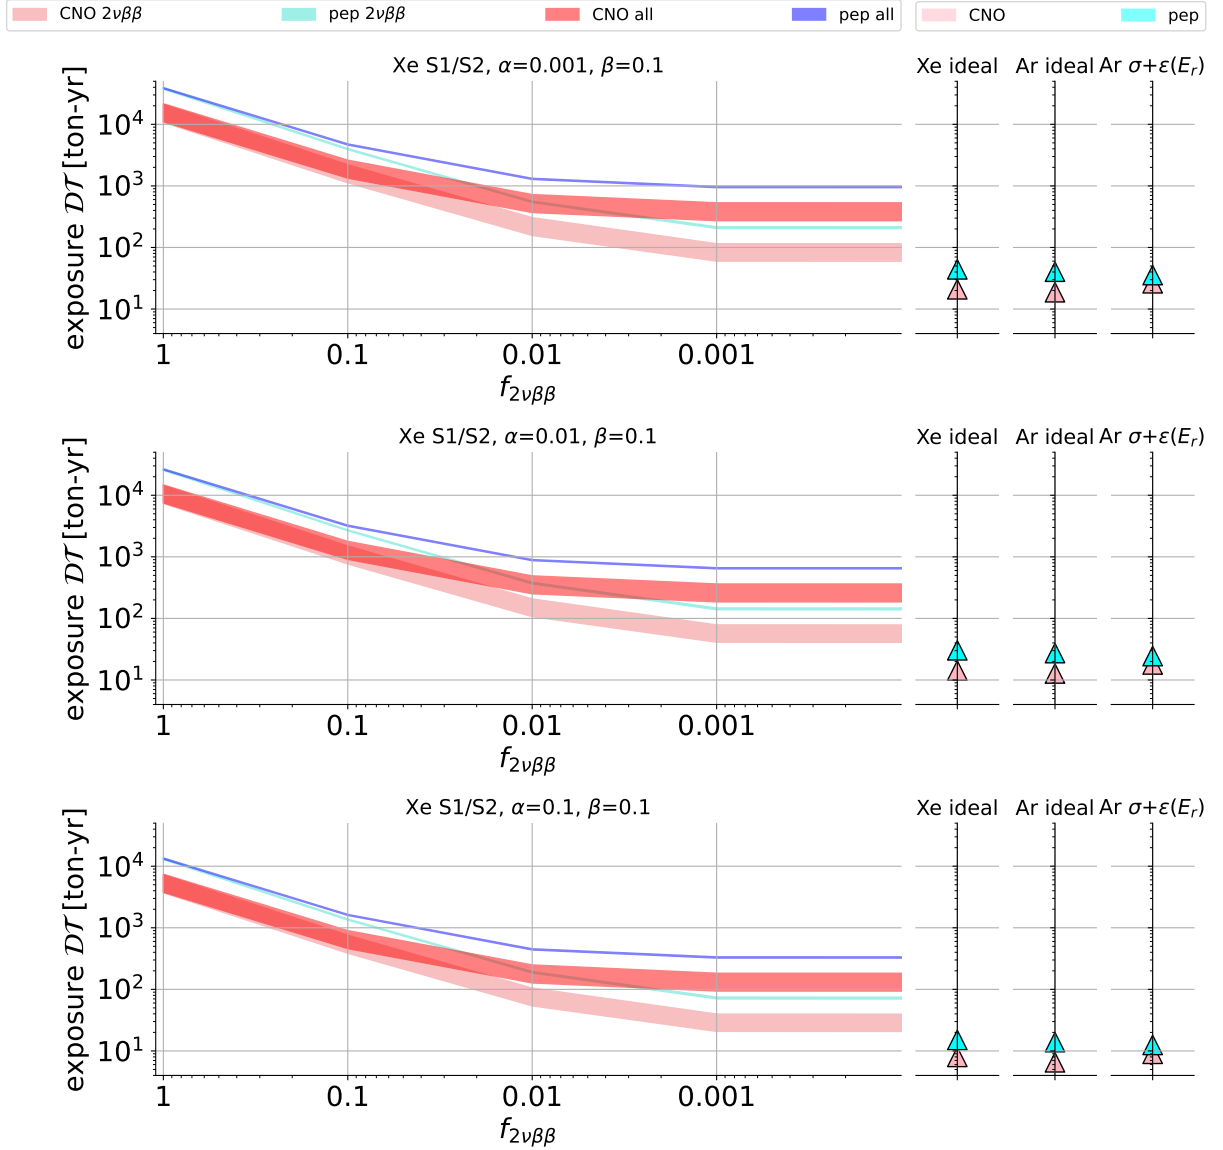 CNO 2νββ pep 2νββ CNO all pep all CNO pep
Xe S1/S2, α=0.001, β=0.1 Xe ideal Ar ideal Ar σ+ε(Eᵣ)
exposure 𝒟𝒯 [ton-yr]
10⁴
10³
10²
10¹
1 0.1 0.01 0.001
f₂νββ
Xe S1/S2, α=0.01, β=0.1 Xe ideal Ar ideal Ar σ+ε(Eᵣ)
exposure 𝒟𝒯 [ton-yr]
10⁴
10³
10²
10¹
1 0.1 0.01 0.001
f₂νββ
Xe S1/S2, α=0.1, β=0.1 Xe ideal Ar ideal Ar σ+ε(Eᵣ)
exposure 𝒟𝒯 [ton-yr]
10⁴
10³
10²
10¹
1 0.1 0.01 0.001
f₂νββ